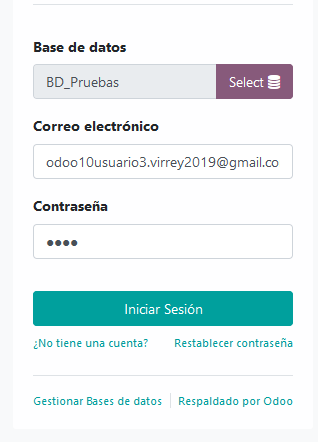 Base de datos
BD_Pruebas
Select
Correo electrónico
odoo10usuario3.virrey2019@gmail.co
Contraseña
••••
Iniciar Sesión
¿No tiene una cuenta? Restablecer contraseña
Gestionar Bases de datos | Respaldado por Odoo